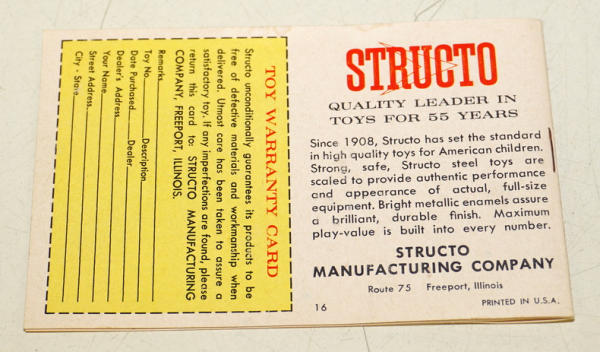 STRUCTO
QUALITY LEADER IN
TOYS FOR 55 YEARS
Since 1908, Structo has set the standard
in high quality toys for American children.
Strong, safe, Structo steel toys are
scaled to provide authentic performance
and appearance of actual, full-size
equipment. Bright metallic enamels assure
a brilliant, durable finish. Maximum
play-value is built into every number.
STRUCTO
MANUFACTURING COMPANY
Route 75 Freeport, Illinois
16
PRINTED IN U.S.A.
TOY WARRANTY CARD
Structo unconditionally guarantees its products to be
free of defective materials and workmanship when
delivered. Utmost care has been taken to assure a
satisfactory toy. If any imperfections are found, please
return this card to: STRUCTO MANUFACTURING
COMPANY, FREEPORT, ILLINOIS.
Remarks
Toy No. Description
Date Purchased Dealer
Dealer's Address
Your Name
Street Address
City - State